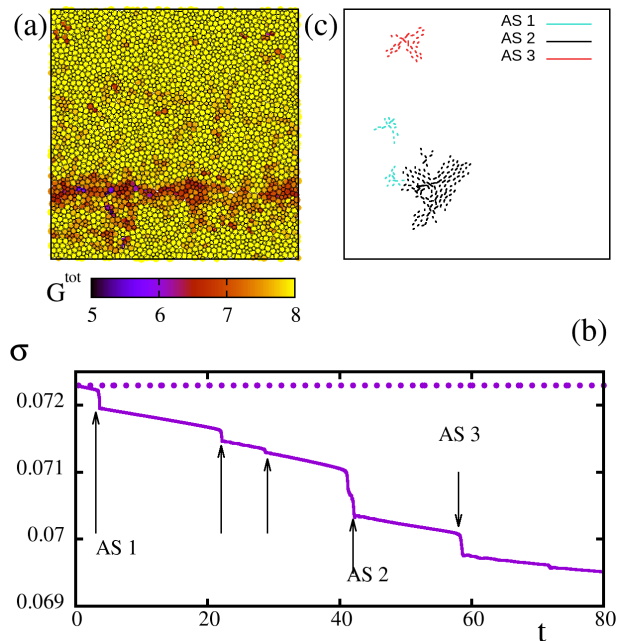 (a)
(c)
AS 1
AS 2
AS 3
G^tot
5 6 7 8
(b)
σ
0.072
0.071
0.07
0.069
AS 1
AS 2
AS 3
0 20 40 60 80
t